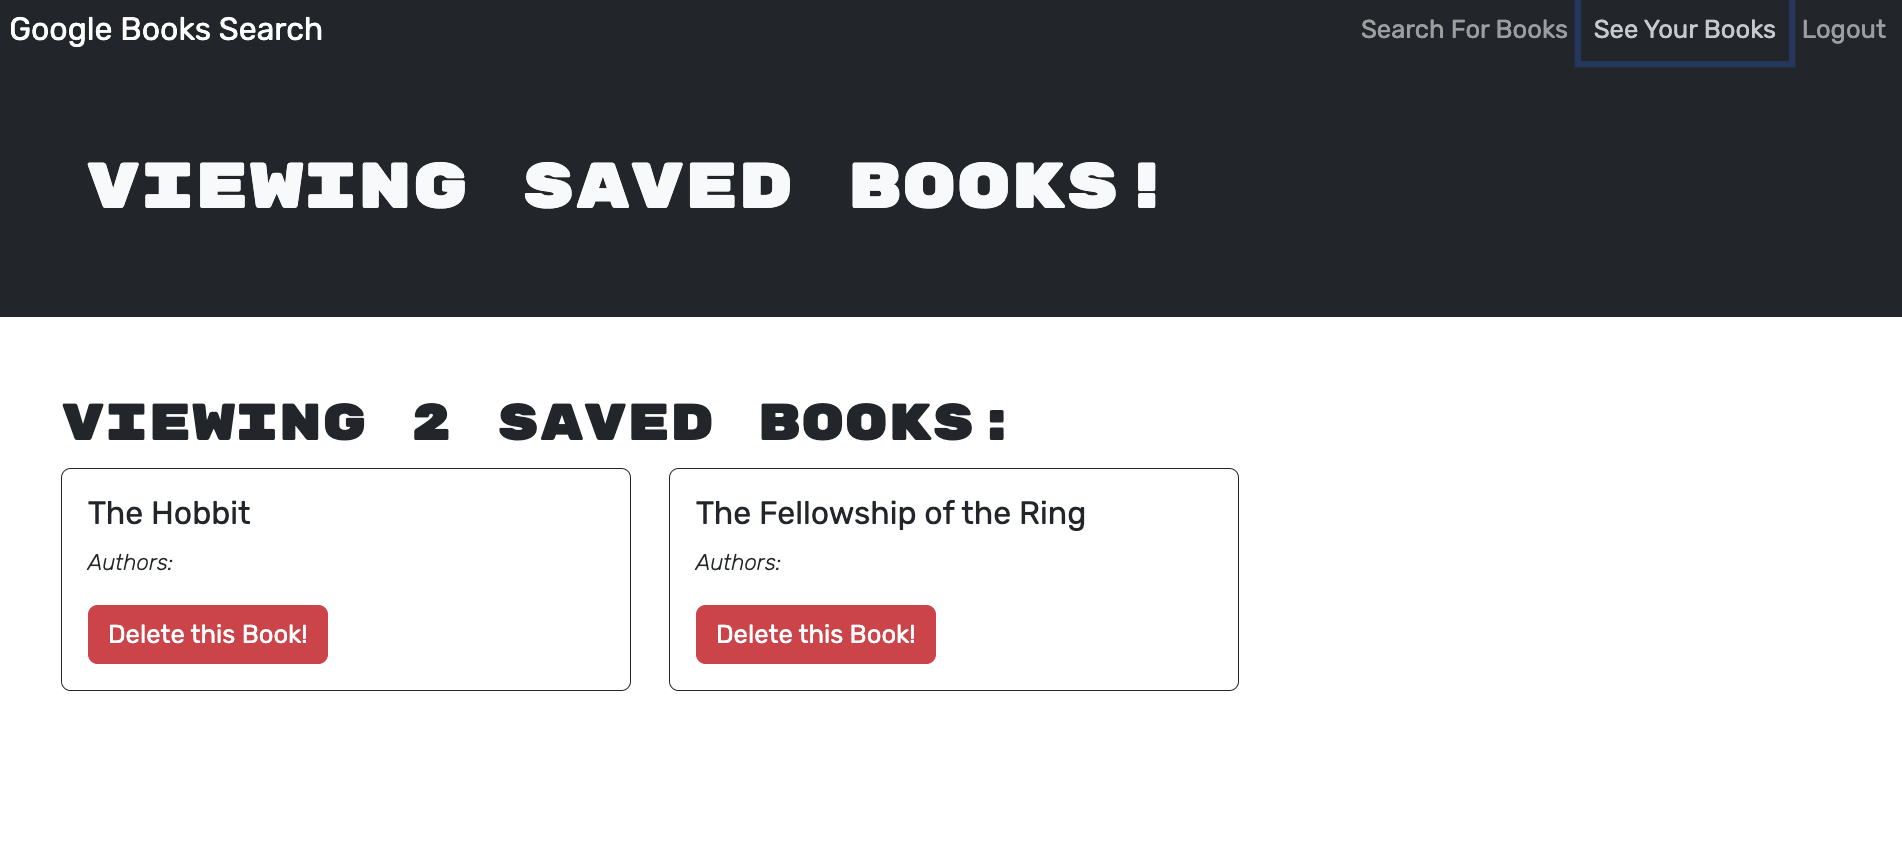 Google Books Search
Search For Books
See Your Books
Logout
VIEWING SAVED BOOKS!
VIEWING 2 SAVED BOOKS:
The Hobbit
Authors:
Delete this Book!
The Fellowship of the Ring
Authors:
Delete this Book!